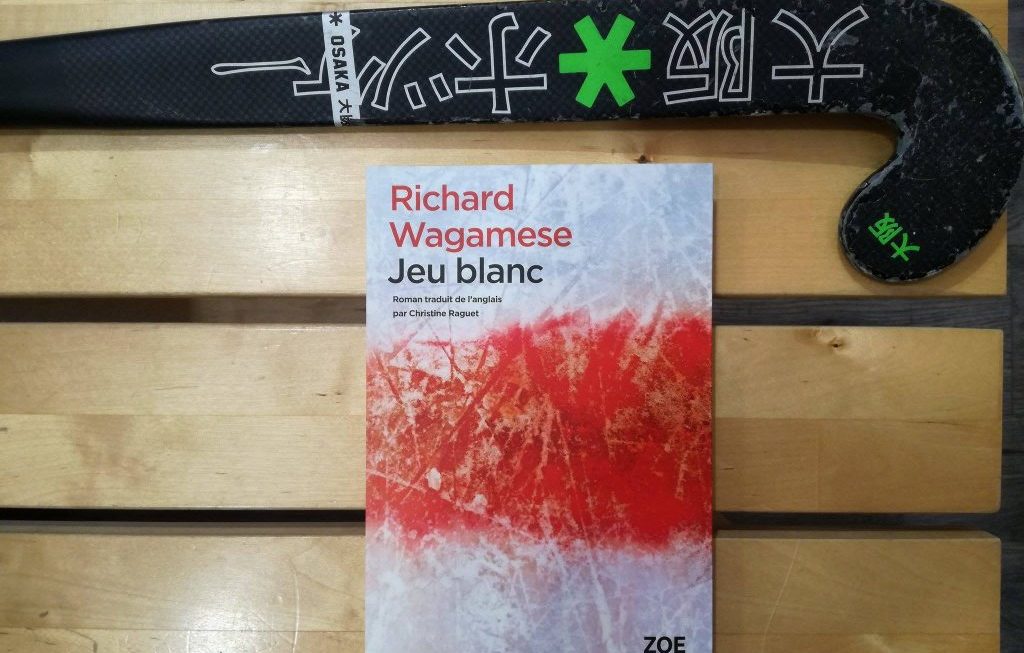 大阪*ホッケー
* OSAKA 大阪
大阪
Richard
Wagamese
Jeu blanc
Roman traduit de l'anglais
par Christine Raguet
ZOE